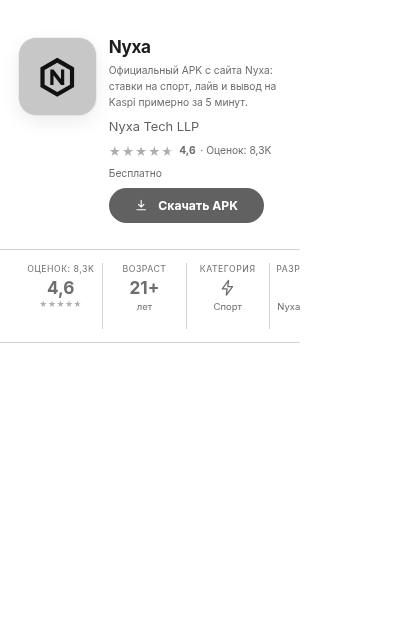 Nyxa
Официальный APK с сайта Nyxa:
ставки на спорт, лайв и вывод на
Kaspi примерно за 5 минут.
Nyxa Tech LLP
4,6 · Оценок: 8,3K
Бесплатно
Скачать APK
ОЦЕНОК: 8,3K ВОЗРАСТ КАТЕГОРИЯ РАЗР
4,6 21+
лет Спорт Nyxa